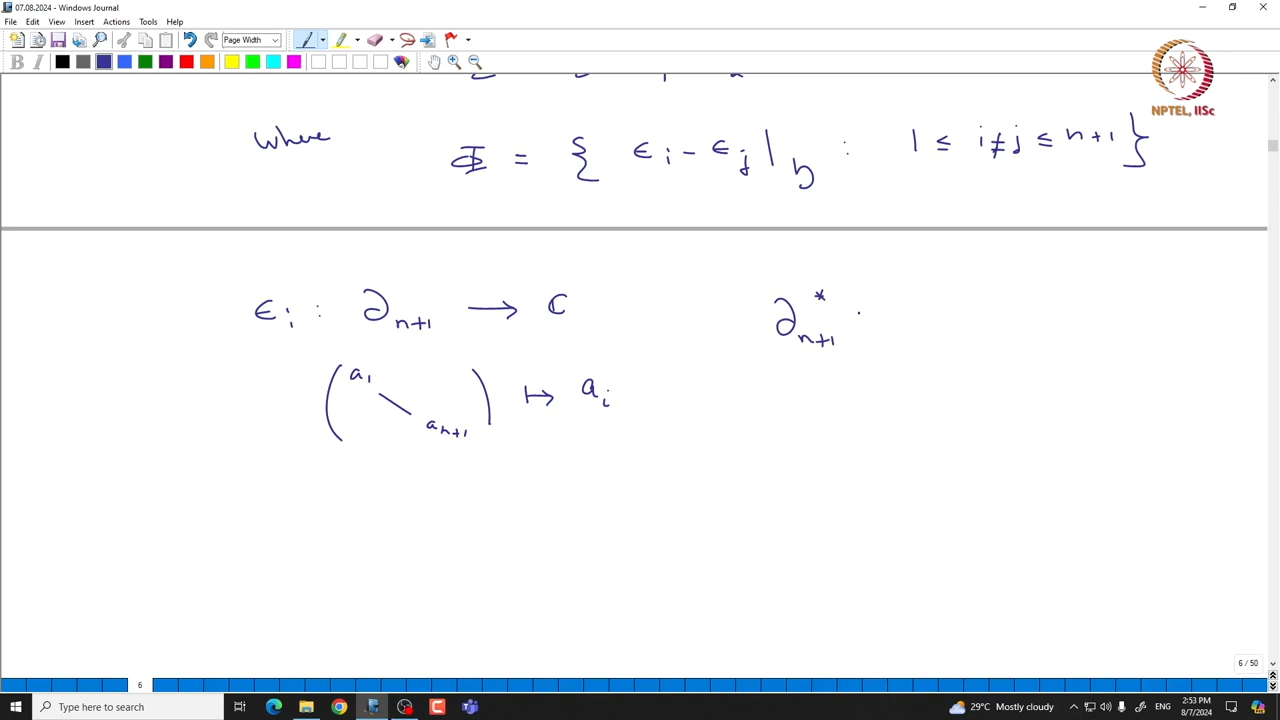 07.08.2024 - Windows Journal
File Edit View Insert Actions Tools Help
Page Width
B I
NPTEL, IISc
where Φ = { ϵ_i - ϵ_j |_𝔥 : 1 ≤ i ≠ j ≤ n+1 }
ϵ_i : ∂_{n+1} ⟶ ℂ ∂*_{n+1} .
( a_1 \ a_{n+1} ) ↦ a_i
6 / 50
6
Type here to search
29°C Mostly cloudy
ENG
2:53 PM
8/7/2024